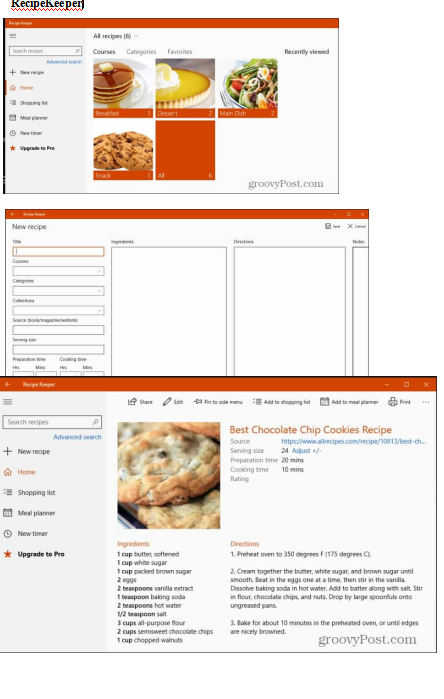 RecipeKeeper)
Recipe Keeper
All recipes (6)
Search recipes
Advanced search
New recipe
Home
Shopping list
Meal planner
New timer
Upgrade to Pro
Courses Categories Favorites Recently viewed
Breakfast 1
Dessert 2
Main Dish 2
Snack 1
All 6
groovyPost.com
Recipe Keeper
New recipe
Save Cancel
Title
Courses
Categories
Collections
Source (book/magazine/website)
Serving size
Preparation time Cooking time
Hrs Mins Hrs Mins
Ingredients
Directions
Notes
Recipe Keeper
Share Edit Pin to side menu Add to shopping list Add to meal planner Print ...
Search recipes
Advanced search
New recipe
Home
Shopping list
Meal planner
New timer
Upgrade to Pro
Best Chocolate Chip Cookies Recipe
Source https://www.allrecipes.com/recipe/10813/best-ch...
Serving size 24 Adjust +/-
Preparation time 20 mins
Cooking time 10 mins
Rating
Ingredients
1 cup butter, softened
1 cup white sugar
1 cup packed brown sugar
2 eggs
2 teaspoons vanilla extract
1 teaspoon baking soda
2 teaspoons hot water
1/2 teaspoon salt
3 cups all-purpose flour
2 cups semisweet chocolate chips
1 cup chopped walnuts
Directions
1. Preheat oven to 350 degrees F (175 degrees C).
2. Cream together the butter, white sugar, and brown sugar until
smooth. Beat in the eggs one at a time, then stir in the vanilla.
Dissolve baking soda in hot water. Add to batter along with salt. Stir
in flour, chocolate chips, and nuts. Drop by large spoonfuls onto
ungreased pans.
3. Bake for about 10 minutes in the preheated oven, or until edges
are nicely browned.
groovyPost.com